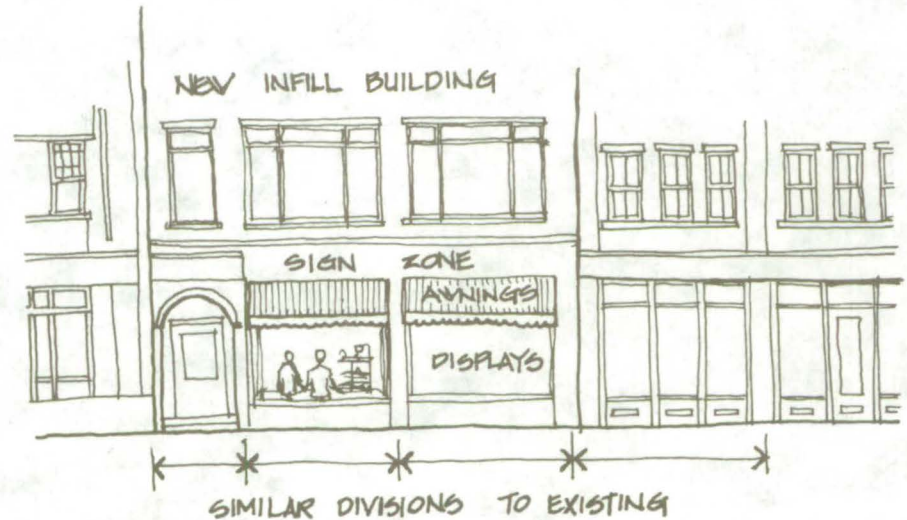 NEW INFILL BUILDING
SIGN ZONE
AWNINGS
DISPLAYS
SIMILAR DIVISIONS TO EXISTING